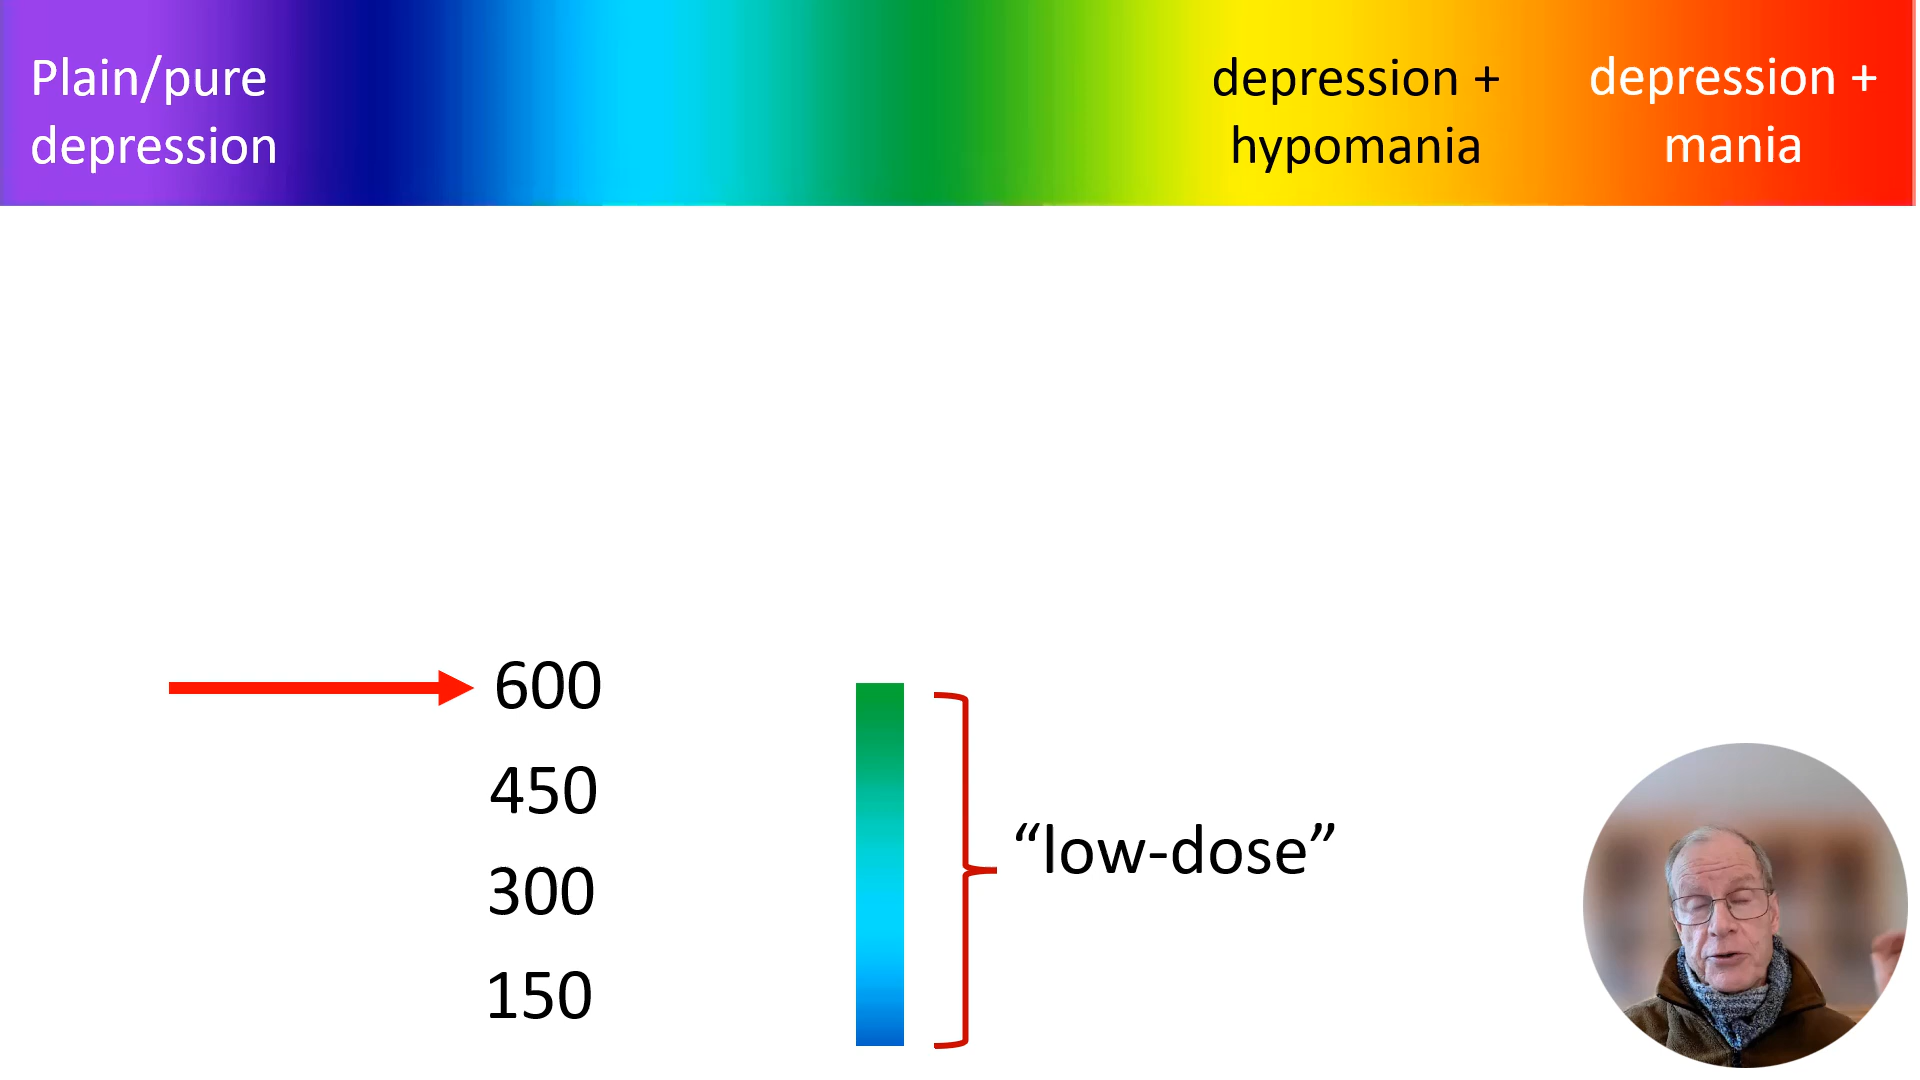 Plain/pure
depression
depression +
hypomania
depression +
mania
600
450
300
150
“low-dose”